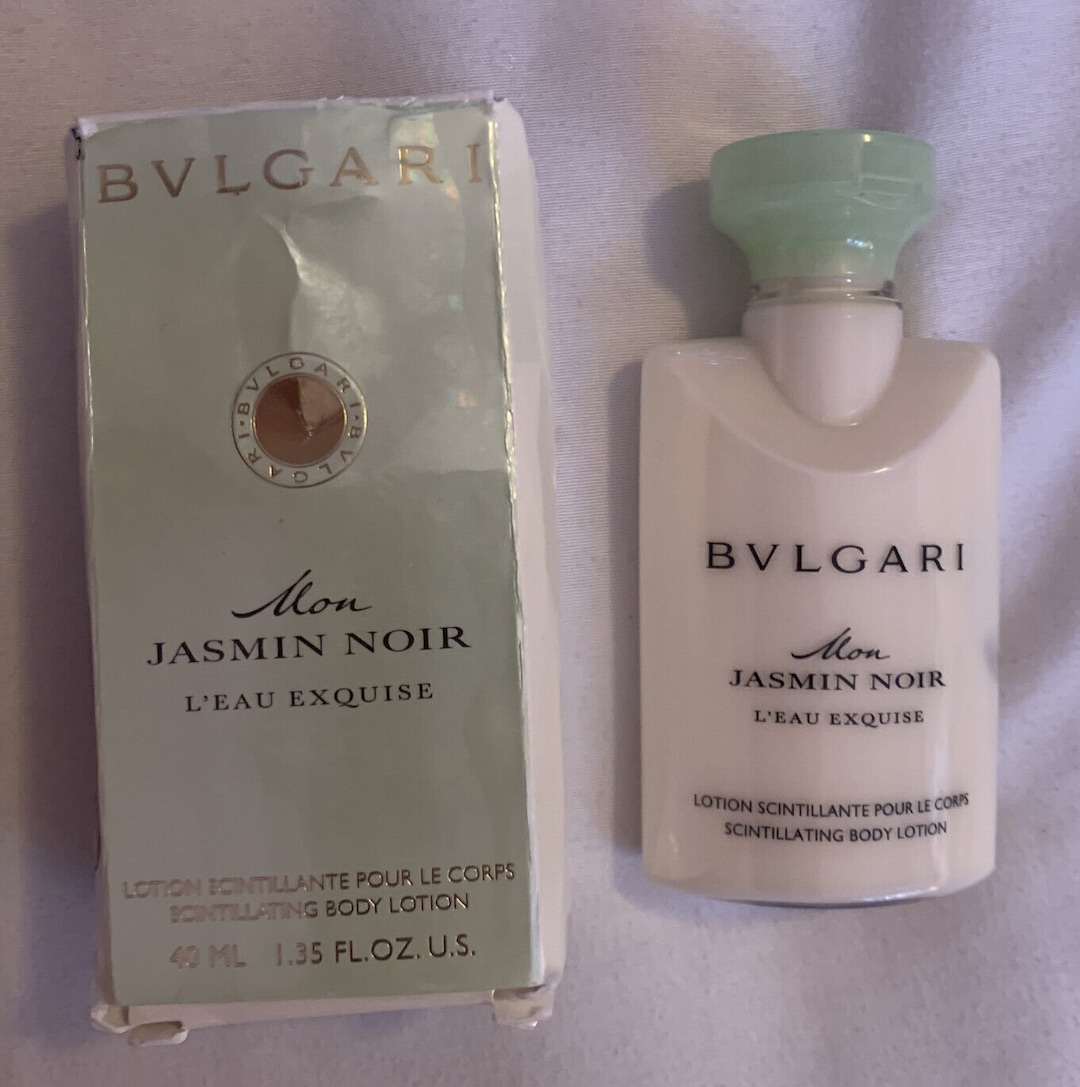 BVLGARI
BVLGARI · BVLGARI
Mon
JASMIN NOIR
L'EAU EXQUISE
LOTION SCINTILLANTE POUR LE CORPS
SCINTILLATING BODY LOTION
40 ML 1.35 FL.OZ. U.S.
BVLGARI
Mon
JASMIN NOIR
L'EAU EXQUISE
LOTION SCINTILLANTE POUR LE CORPS
SCINTILLATING BODY LOTION